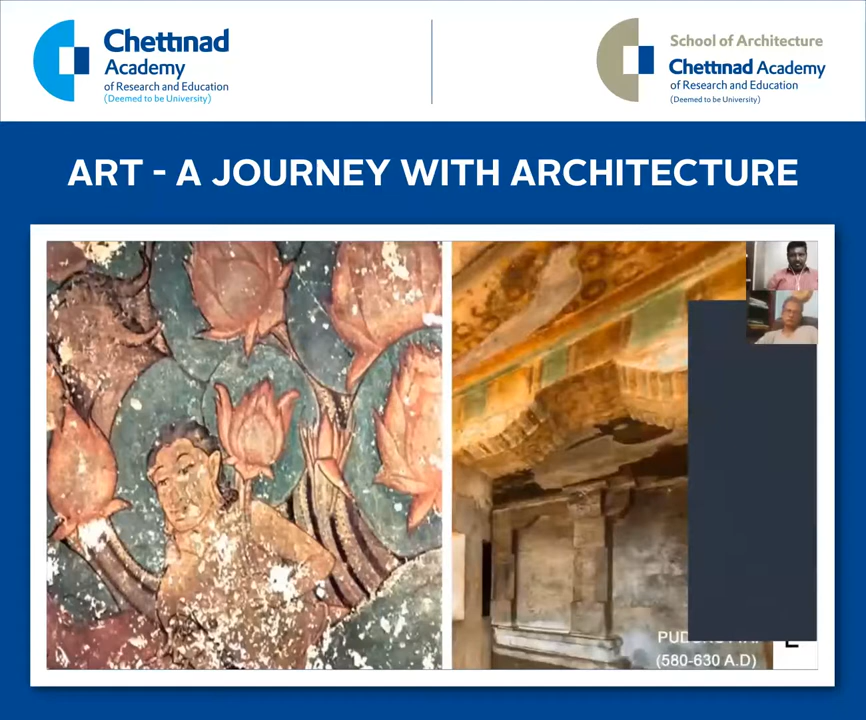 Chettinad
Academy
of Research and Education
(Deemed to be University)
School of Architecture
Chettinad Academy
of Research and Education
(Deemed to be University)
ART - A JOURNEY WITH ARCHITECTURE
(580-630 A.D)